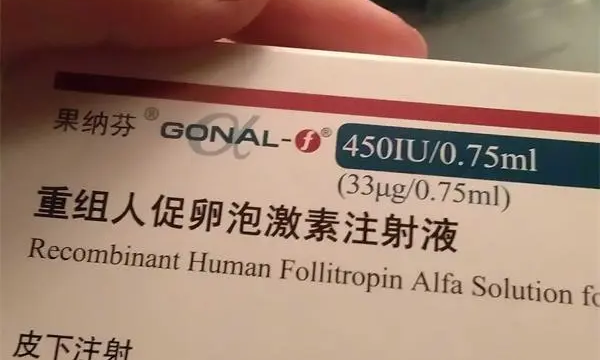 果纳芬® GONAL-f® 450IU/0.75ml
(33μg/0.75ml)
重组人促卵泡激素注射液
Recombinant Human Follitropin Alfa Solution
皮下注射